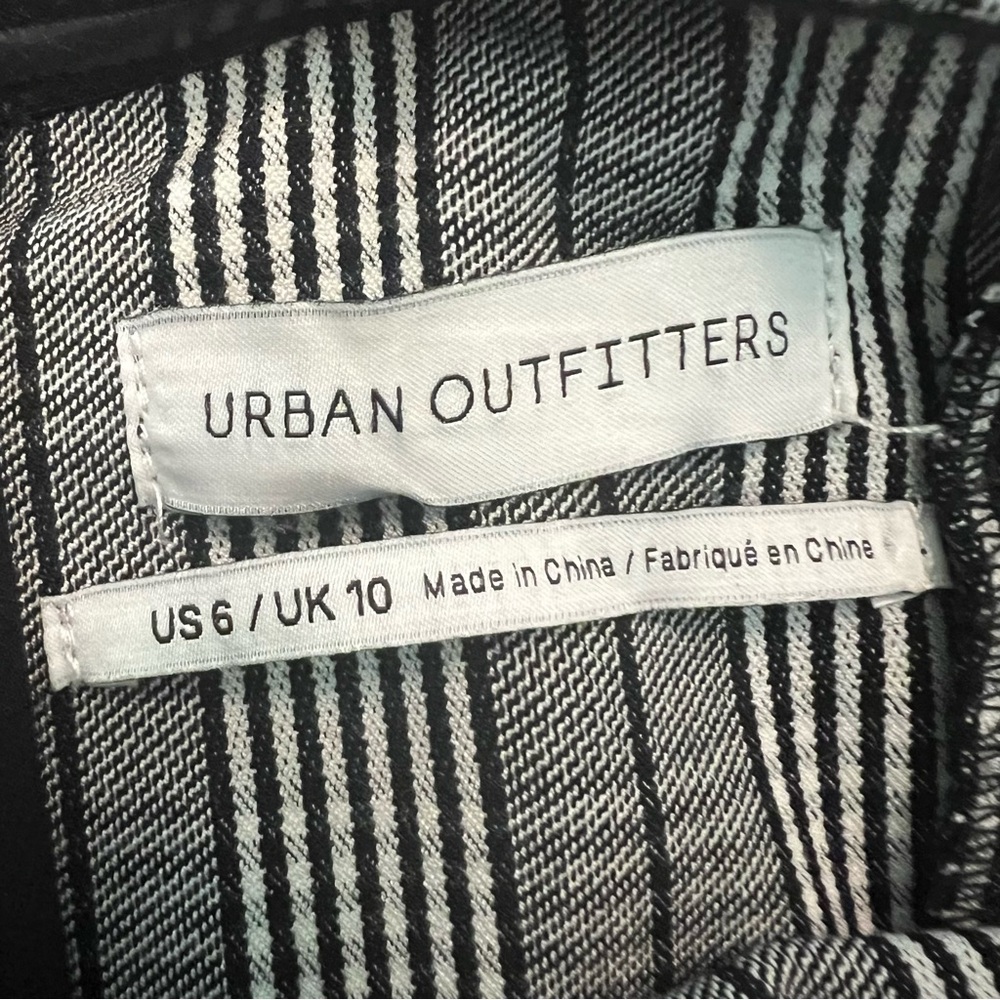 URBAN OUTFITTERS
US 6 / UK 10 Made in China / Fabriqué en Chine